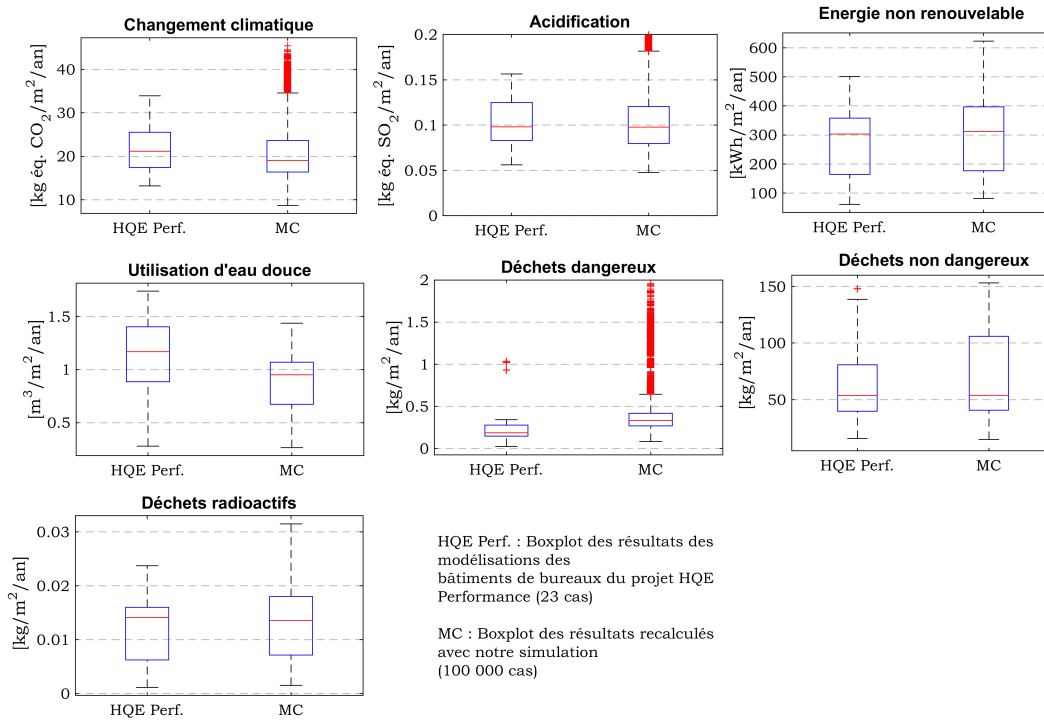 Changement climatique
[kg éq. CO2/m2/an]
40
30
20
10
HQE Perf.
MC
Acidification
[kg éq. SO2/m2/an]
0.2
0.15
0.1
0.05
0
HQE Perf.
MC
Energie non renouvelable
[kWh/m2/an]
600
500
400
300
200
100
HQE Perf.
MC
Utilisation d'eau douce
[m3/m2/an]
1.5
1
0.5
HQE Perf.
MC
Déchets dangereux
[kg/m2/an]
2
1
1
0
0
HQE Perf.
MC
Déchets non dangereux
[kg/m2/an]
150
100
50
HQE Perf.
MC
Déchets radioactifs
[kg/m2/an]
0.03
0.02
0.01
0
HQE Perf.
MC
HQE Perf. : Boxplot des résultats des
modélisations des
bâtiments de bureaux du projet HQE
Performance (23 cas)
MC : Boxplot des résultats recalculés
avec notre simulation
(100 000 cas)